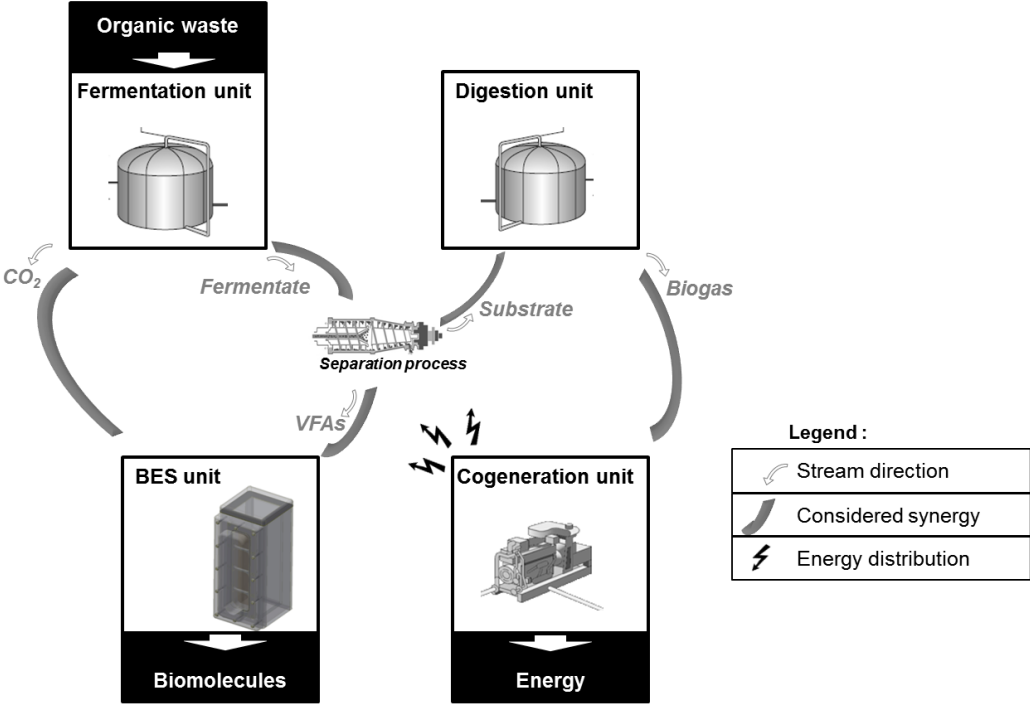 Organic waste
Fermentation unit
Digestion unit
CO2
Fermentate
Substrate
Biogas
Separation process
VFAs
BES unit
Cogeneration unit
Biomolecules
Energy
Legend :
Stream direction
Considered synergy
Energy distribution